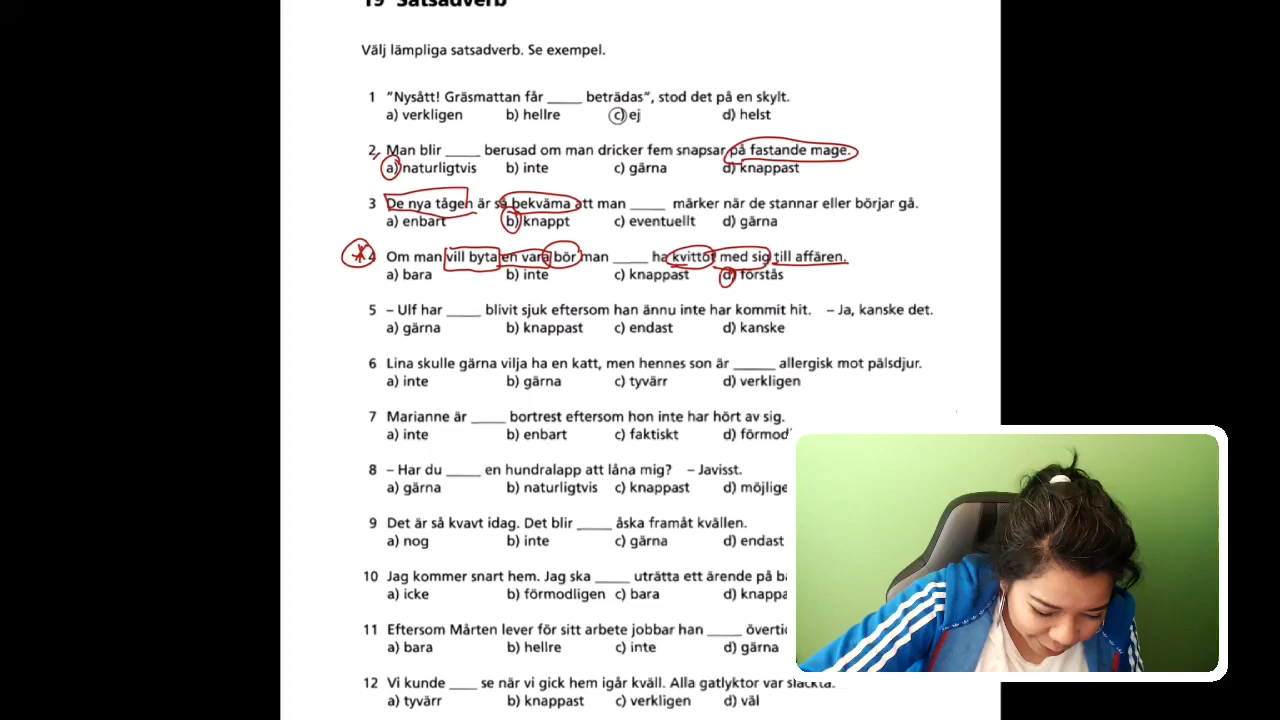 19 Satsadverb
Välj lämpliga satsadverb. Se exempel.
1 "Nysått! Gräsmattan får _____ beträdas", stod det på en skylt.
a) verkligen b) hellre c) ej d) helst
2 Man blir _____ berusad om man dricker fem snapsar på fastande mage.
a) naturligtvis b) inte c) gärna d) knappast
3 De nya tågen är så bekväma att man _____ märker när de stannar eller börjar gå.
a) enbart b) knappt c) eventuellt d) gärna
4 Om man vill byta en vara bör man _____ ha kvittot med sig till affären.
a) bara b) inte c) knappast d) förstås
5 – Ulf har _____ blivit sjuk eftersom han ännu inte har kommit hit. – Ja, kanske det.
a) gärna b) knappast c) endast d) kanske
6 Lina skulle gärna vilja ha en katt, men hennes son är _____ allergisk mot pälsdjur.
a) inte b) gärna c) tyvärr d) verkligen
7 Marianne är _____ bortrest eftersom hon inte har hört av sig.
a) inte b) enbart c) faktiskt d) förmod
8 – Har du _____ en hundralapp att låna mig? – Javisst.
a) gärna b) naturligtvis c) knappast d) möjlige
9 Det är så kvavt idag. Det blir _____ åska framåt kvällen.
a) nog b) inte c) gärna d) endast
10 Jag kommer snart hem. Jag ska _____ uträtta ett ärende på ba
a) icke b) förmodligen c) bara d) knappa
11 Eftersom Mårten lever för sitt arbete jobbar han _____ överti
a) bara b) hellre c) inte d) gärna
12 Vi kunde _____ se när vi gick hem igår kväll. Alla gatlyktor var släckta.
a) tyvärr b) knappast c) verkligen d) väl